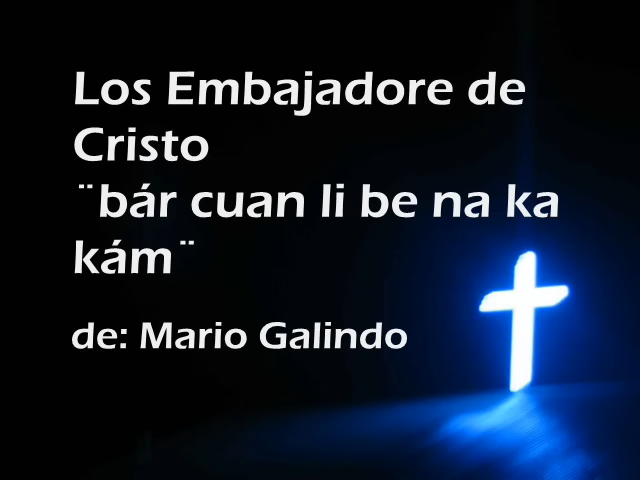 Los Embajadore de
Cristo
¨bár cuan li be na ka
kám¨
de: Mario Galindo